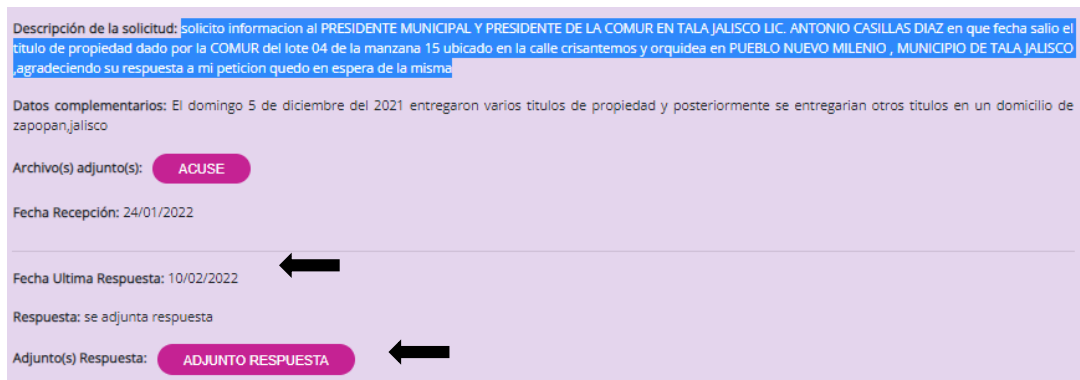 Descripción de la solicitud: solicito informacion al PRESIDENTE MUNICIPAL Y PRESIDENTE DE LA COMUR EN TALA JALISCO LIC. ANTONIO CASILLAS DIAZ en que fecha salio el
titulo de propiedad dado por la COMUR del lote 04 de la manzana 15 ubicado en la calle crisantemos y orquidea en PUEBLO NUEVO MILENIO , MUNICIPIO DE TALA JALISCO
,agradeciendo su respuesta a mi peticion quedo en espera de la misma
Datos complementarios: El domingo 5 de diciembre del 2021 entregaron varios titulos de propiedad y posteriormente se entregarian otros titulos en un domicilio de
zapopan,jalisco
Archivo(s) adjunto(s): ACUSE
Fecha Recepción: 24/01/2022
Fecha Ultima Respuesta: 10/02/2022
Respuesta: se adjunta respuesta
Adjunto(s) Respuesta: ADJUNTO RESPUESTA